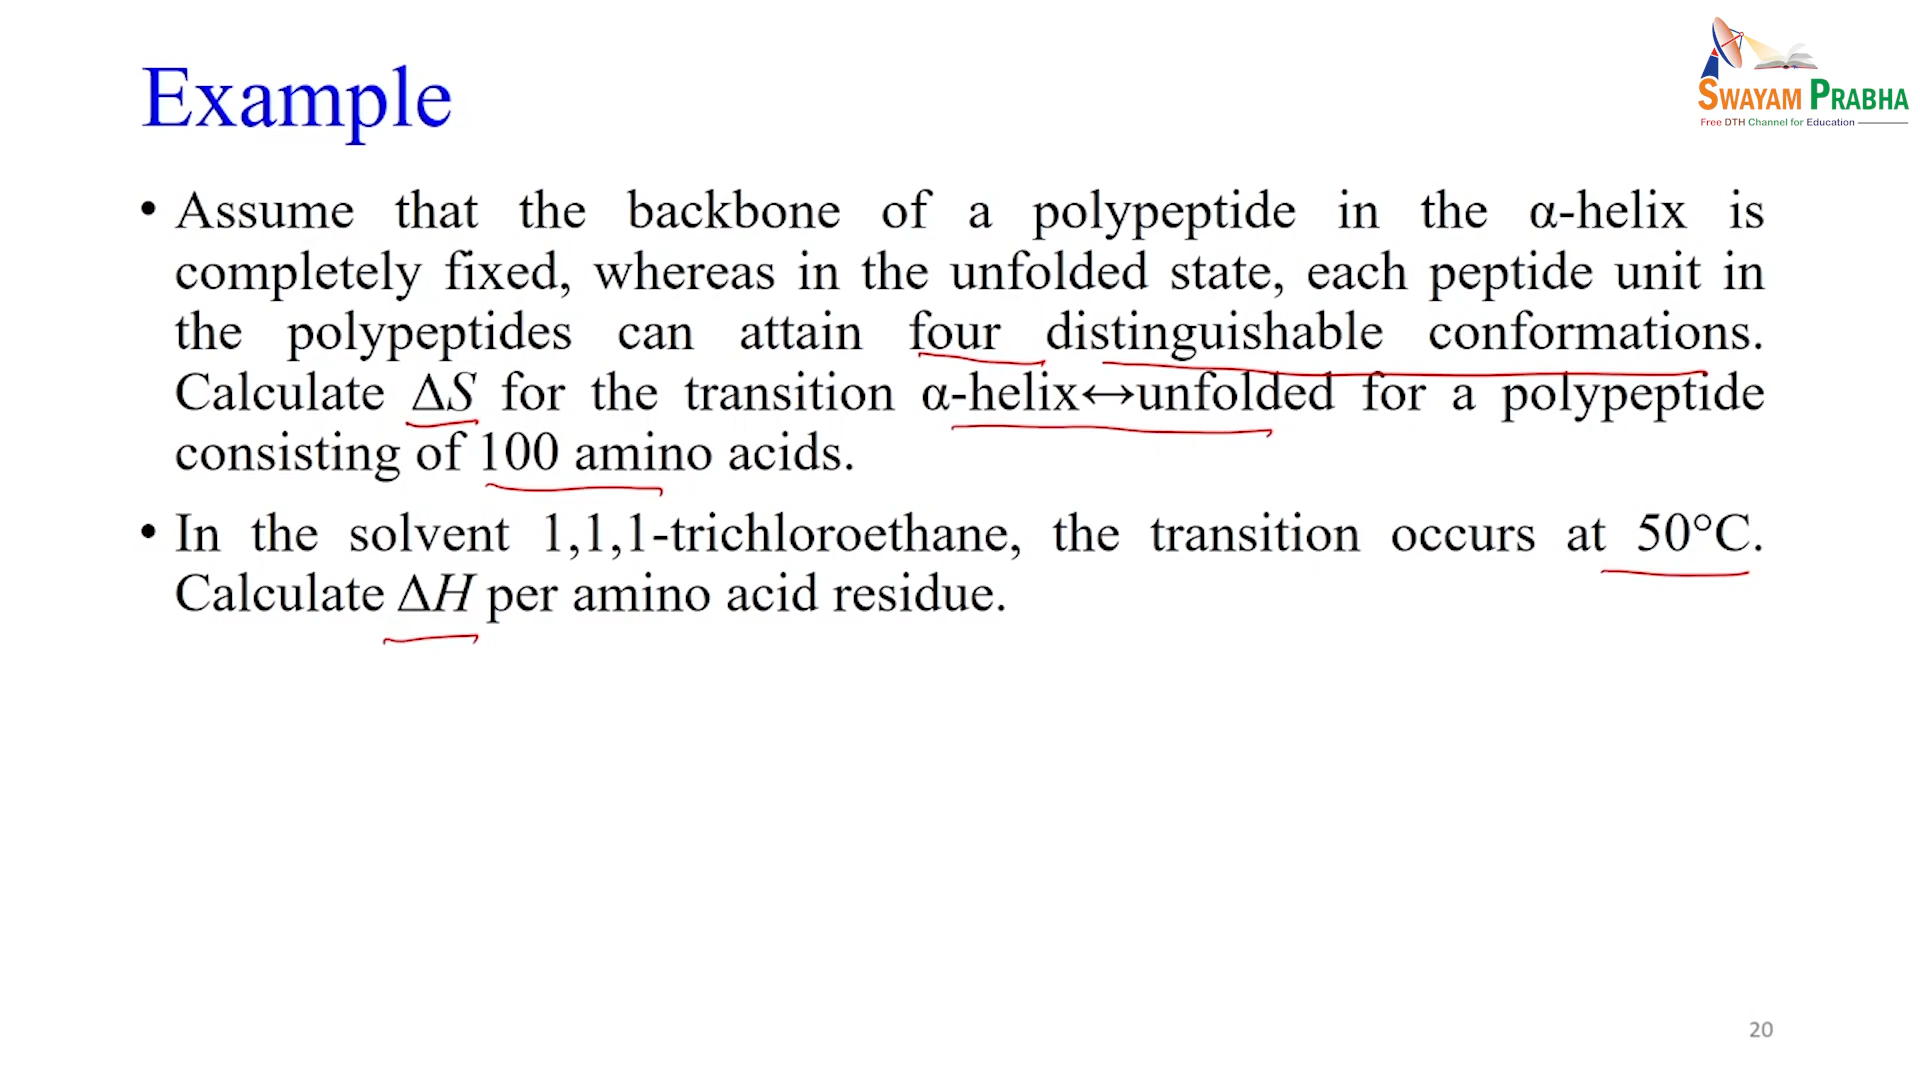 SWAYAM PRABHA
Free DTH Channel for Education
Example
• Assume that the backbone of a polypeptide in the α-helix is
completely fixed, whereas in the unfolded state, each peptide unit in
the polypeptides can attain four distinguishable conformations.
Calculate ΔS for the transition α-helix↔unfolded for a polypeptide
consisting of 100 amino acids.
• In the solvent 1,1,1-trichloroethane, the transition occurs at 50°C.
Calculate ΔH per amino acid residue.
20